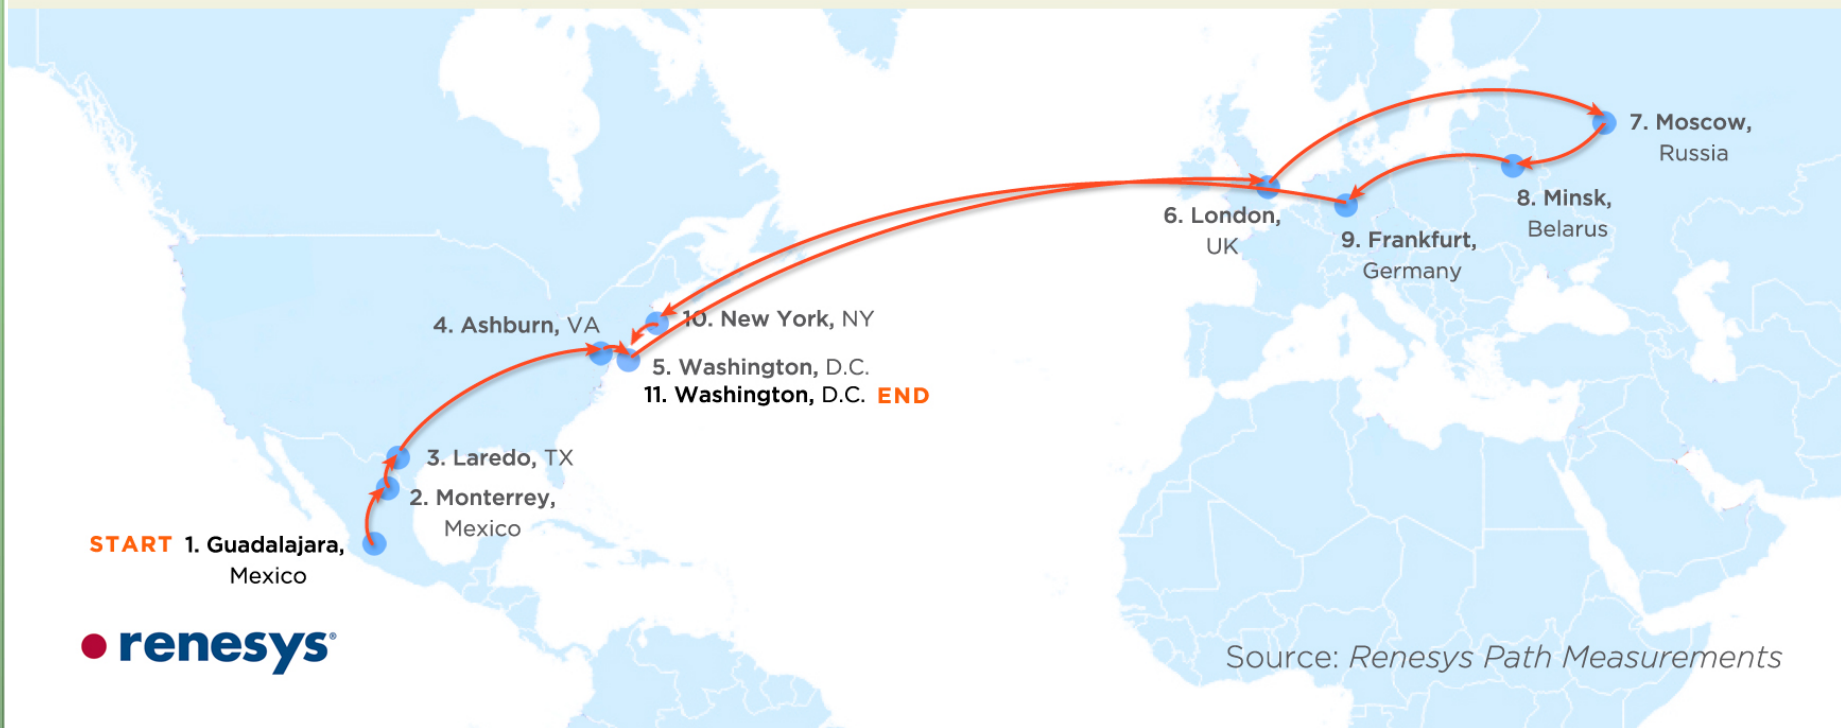 START 1. Guadalajara,
Mexico
2. Monterrey,
Mexico
3. Laredo, TX
4. Ashburn, VA
5. Washington, D.C.
6. London,
UK
7. Moscow,
Russia
8. Minsk,
Belarus
9. Frankfurt,
Germany
10. New York, NY
11. Washington, D.C. END
renesys®
Source: Renesys Path Measurements